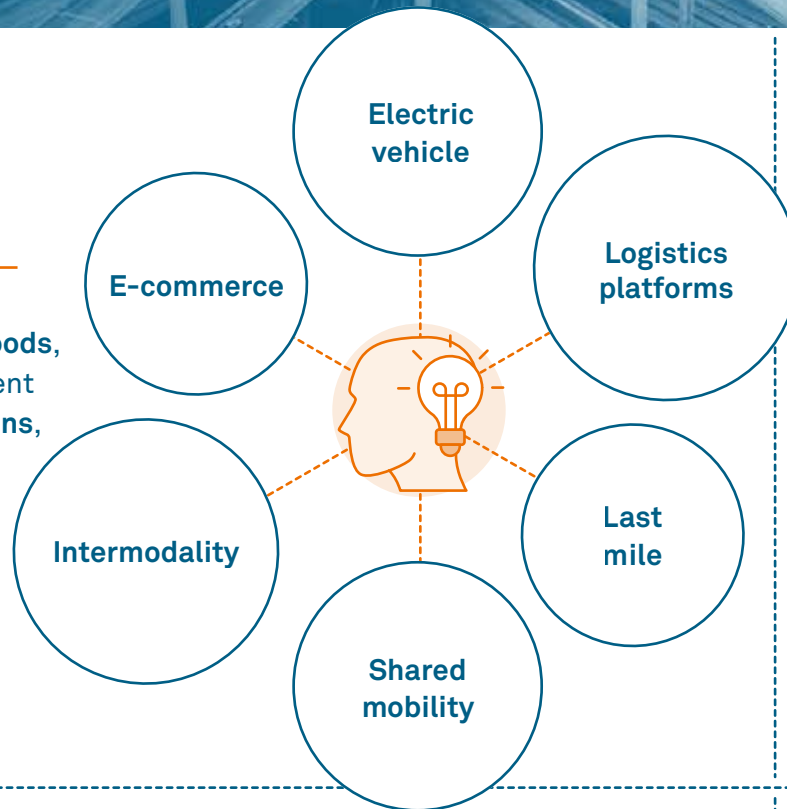 Electric
vehicle
Logistics
platforms
E-commerce
Intermodality
Last
mile
Shared
mobility